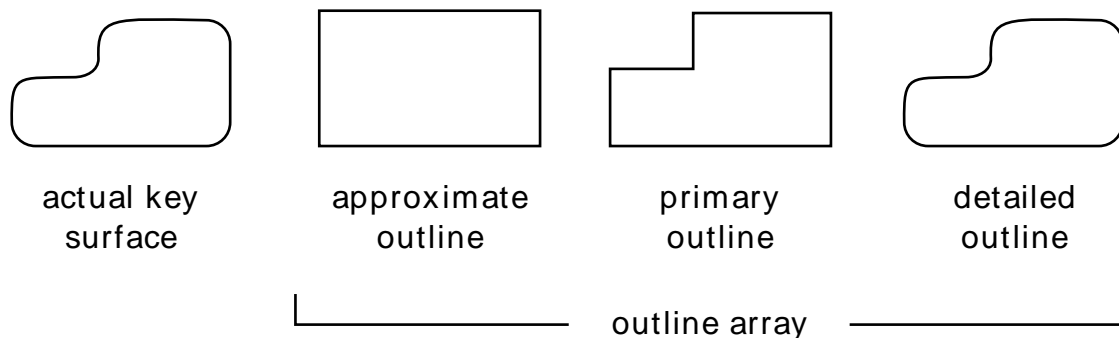 actual key
surface
approximate
outline
primary
outline
detailed
outline
outline array